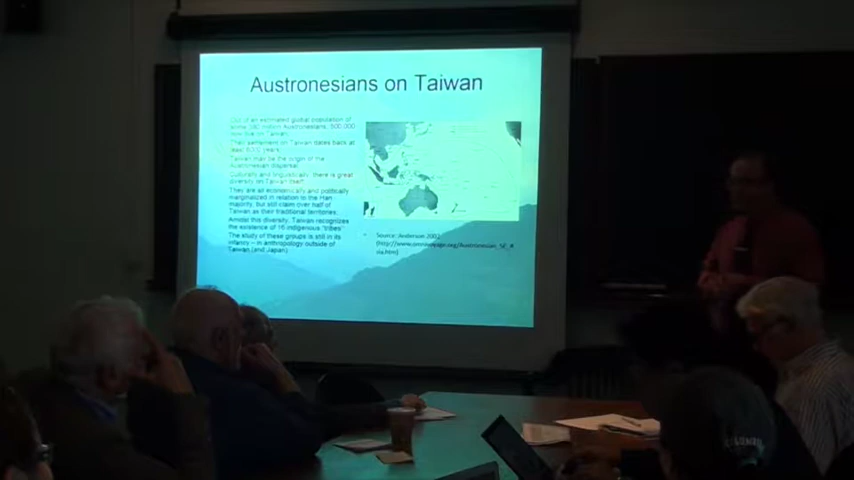 Austronesians on Taiwan
Out of an estimated global population of
some 380 million Austronesians, 500,000
now live on Taiwan.
Their settlement on Taiwan dates back at
least 6000 years.
Taiwan may be the origin of the
Austronesian dispersal.
Culturally and linguistically, there is great
diversity on Taiwan itself.
They are all economically and politically
marginalized in relation to the Han
majority, but still claim over half of
Taiwan as their traditional territories.
Amidst this diversity, Taiwan recognizes
the existence of 16 indigenous "tribes"
The study of these groups is still in its
infancy – in anthropology outside of
Taiwan (and Japan)
Source: Anderson 2002
COLUMBIA